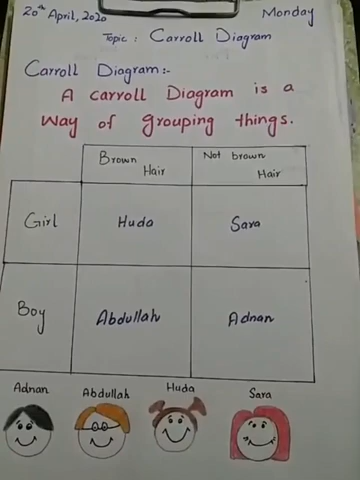 20th April, 2020 Monday
Topic: Carroll Diagram
Carroll Diagram:-
A Carroll Diagram is a
way of grouping things.
Brown Hair Not brown Hair
Girl Huda Sara
Boy Abdullah Adnan
Adnan Abdullah Huda Sara